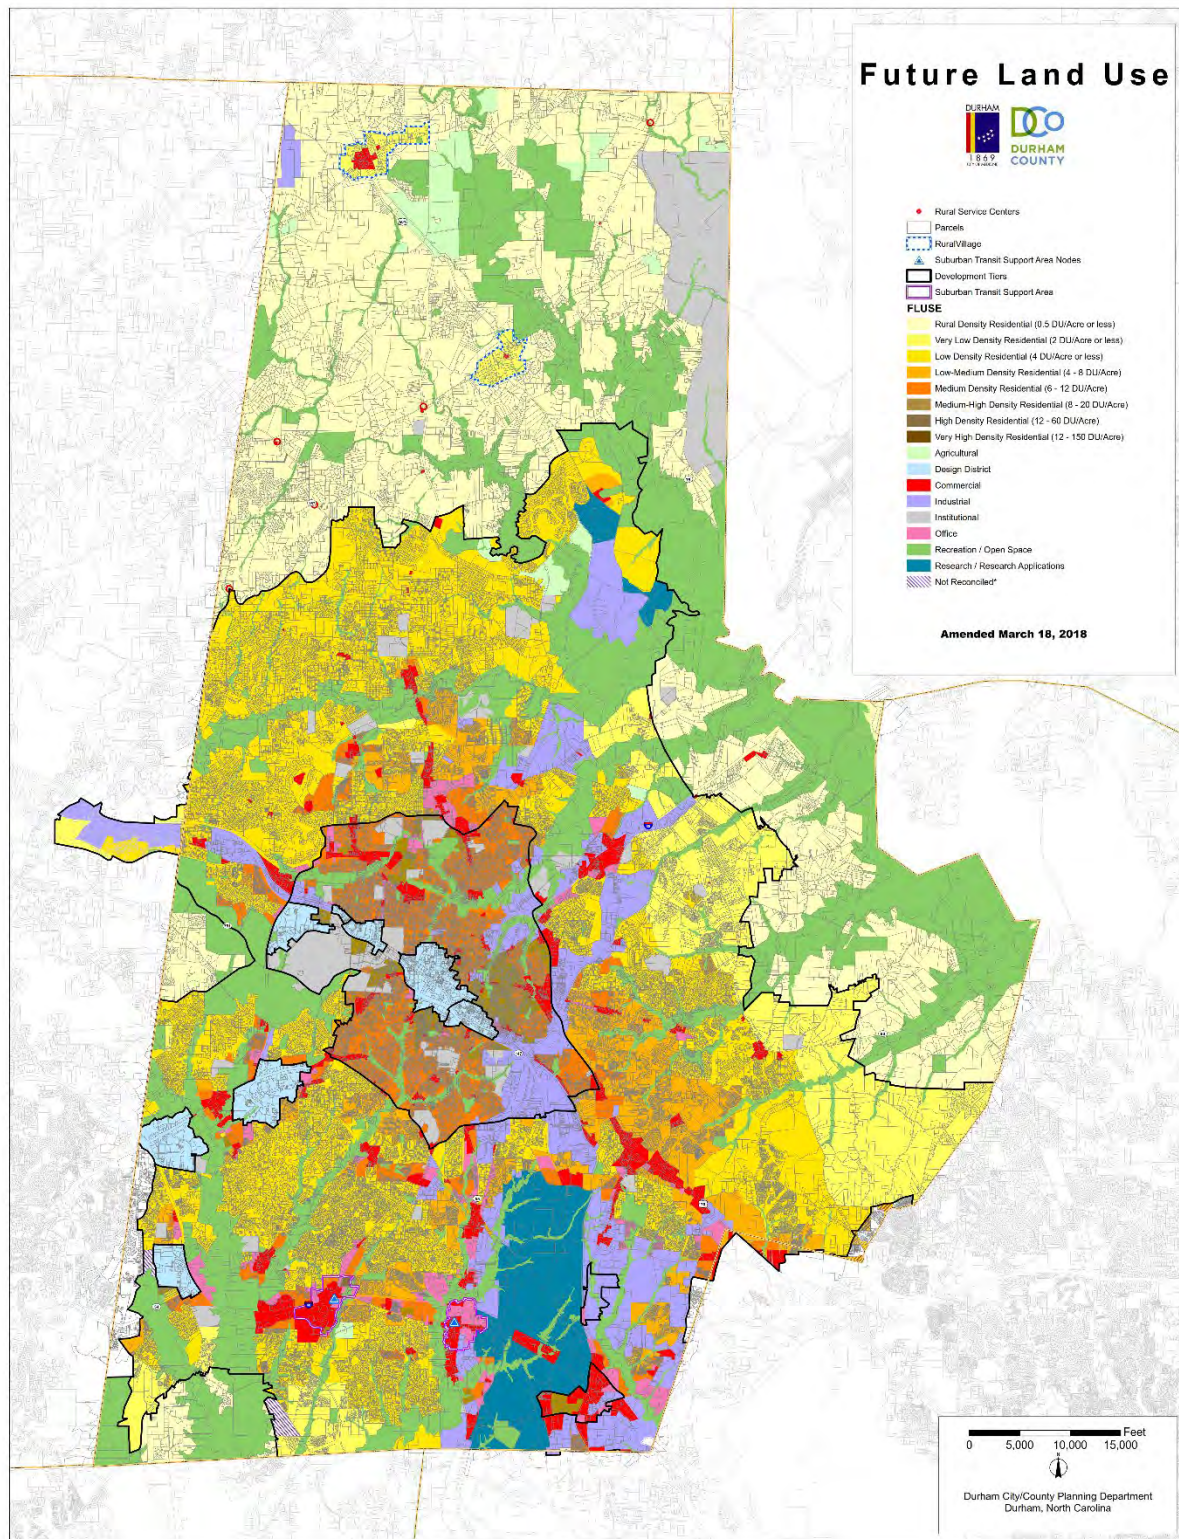 Future Land Use
DURHAM
1869
CITY OF MEDICINE
DCo
DURHAM
COUNTY
Rural Service Centers
Parcels
RuralVillage
Suburban Transit Support Area Nodes
Development Tiers
Suburban Transit Support Area
FLUSE
Rural Density Residential (0.5 DU/Acre or less)
Very Low Density Residential (2 DU/Acre or less)
Low Density Residential (4 DU/Acre or less)
Low-Medium Density Residential (4 - 8 DU/Acre)
Medium Density Residential (6 - 12 DU/Acre)
Medium-High Density Residential (8 - 20 DU/Acre)
High Density Residential (12 - 60 DU/Acre)
Very High Density Residential (12 - 150 DU/Acre)
Agricultural
Design District
Commercial
Industrial
Institutional
Office
Recreation / Open Space
Research / Research Applications
Not Reconciled*
Amended March 18, 2018
Feet
0 5,000 10,000 15,000
N
Durham City/County Planning Department
Durham, North Carolina